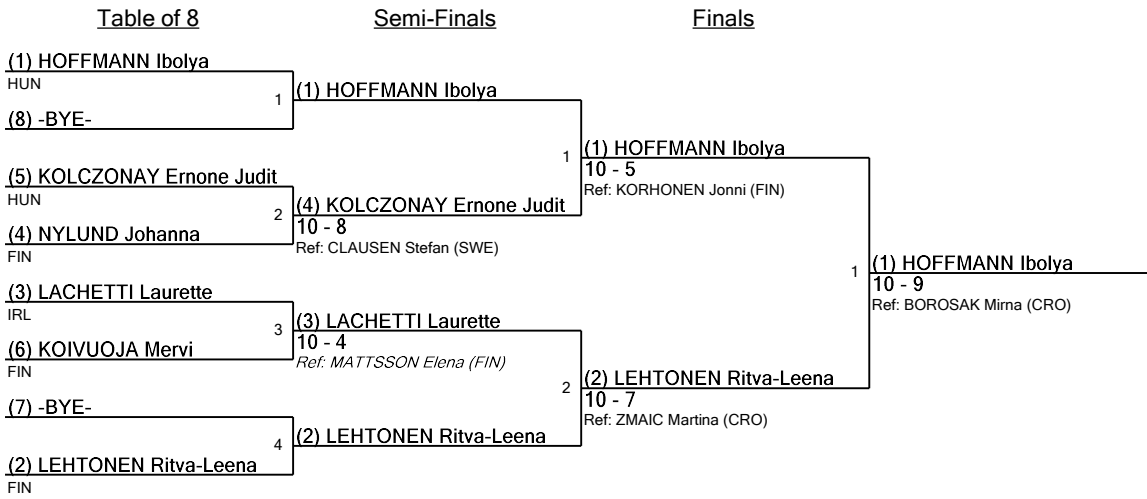 Table of 8
Semi-Finals
Finals
(1) HOFFMANN Ibolya
HUN
(8) -BYE-
(5) KOLCZONAY Ernone Judit
HUN
(4) NYLUND Johanna
FIN
(3) LACHETTI Laurette
IRL
(6) KOIVUOJA Mervi
FIN
(7) -BYE-
(2) LEHTONEN Ritva-Leena
FIN
1
(1) HOFFMANN Ibolya
2
(4) KOLCZONAY Ernone Judit
10 - 8
Ref: CLAUSEN Stefan (SWE)
3
(3) LACHETTI Laurette
10 - 4
Ref: MATTSSON Elena (FIN)
4
(2) LEHTONEN Ritva-Leena
1
(1) HOFFMANN Ibolya
10 - 5
Ref: KORHONEN Jonni (FIN)
2
(2) LEHTONEN Ritva-Leena
10 - 7
Ref: ZMAIC Martina (CRO)
1
(1) HOFFMANN Ibolya
10 - 9
Ref: BOROSAK Mirna (CRO)